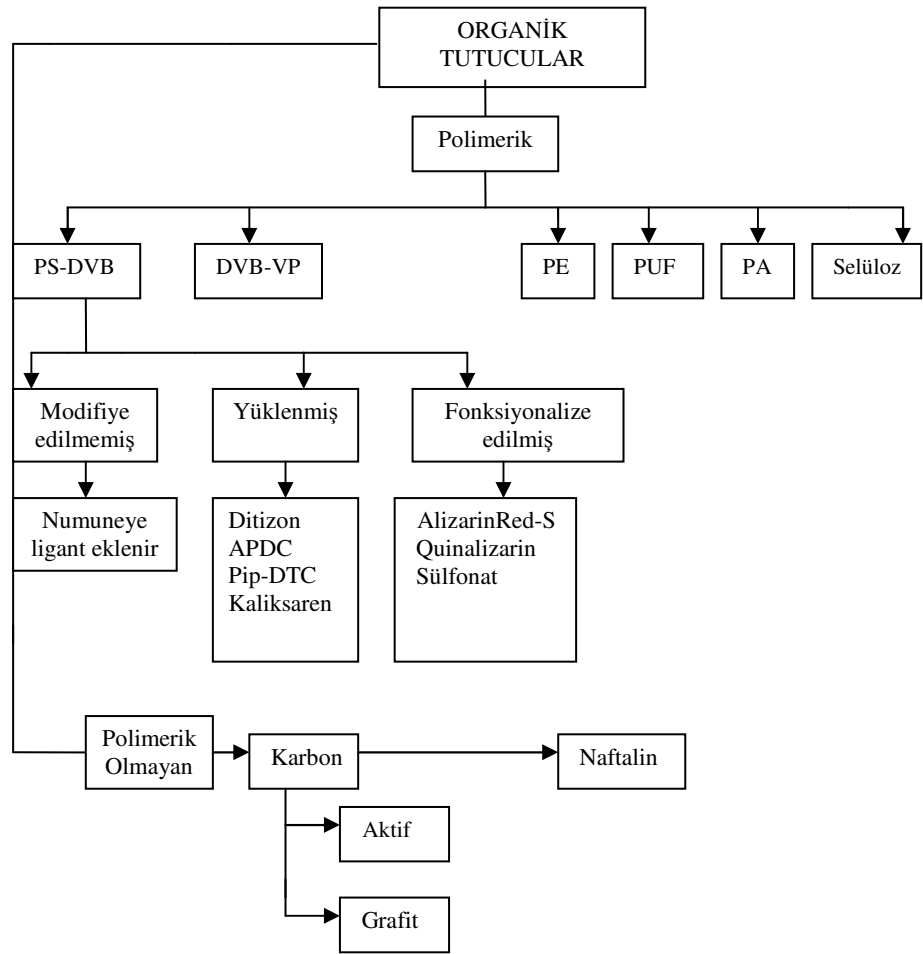 ORGANİK
TUTUCULAR
Polimerik
PS-DVB
DVB-VP
PE
PUF
PA
Selüloz
Modifiye
edilmemiş
Yüklenmiş
Fonksiyonalize
edilmiş
Numuneye
ligant eklenir
Ditizon
APDC
Pip-DTC
Kaliksaren
AlizarinRed-S
Quinalizarin
Sülfonat
Polimerik
Olmayan
Karbon
Naftalin
Aktif
Grafit